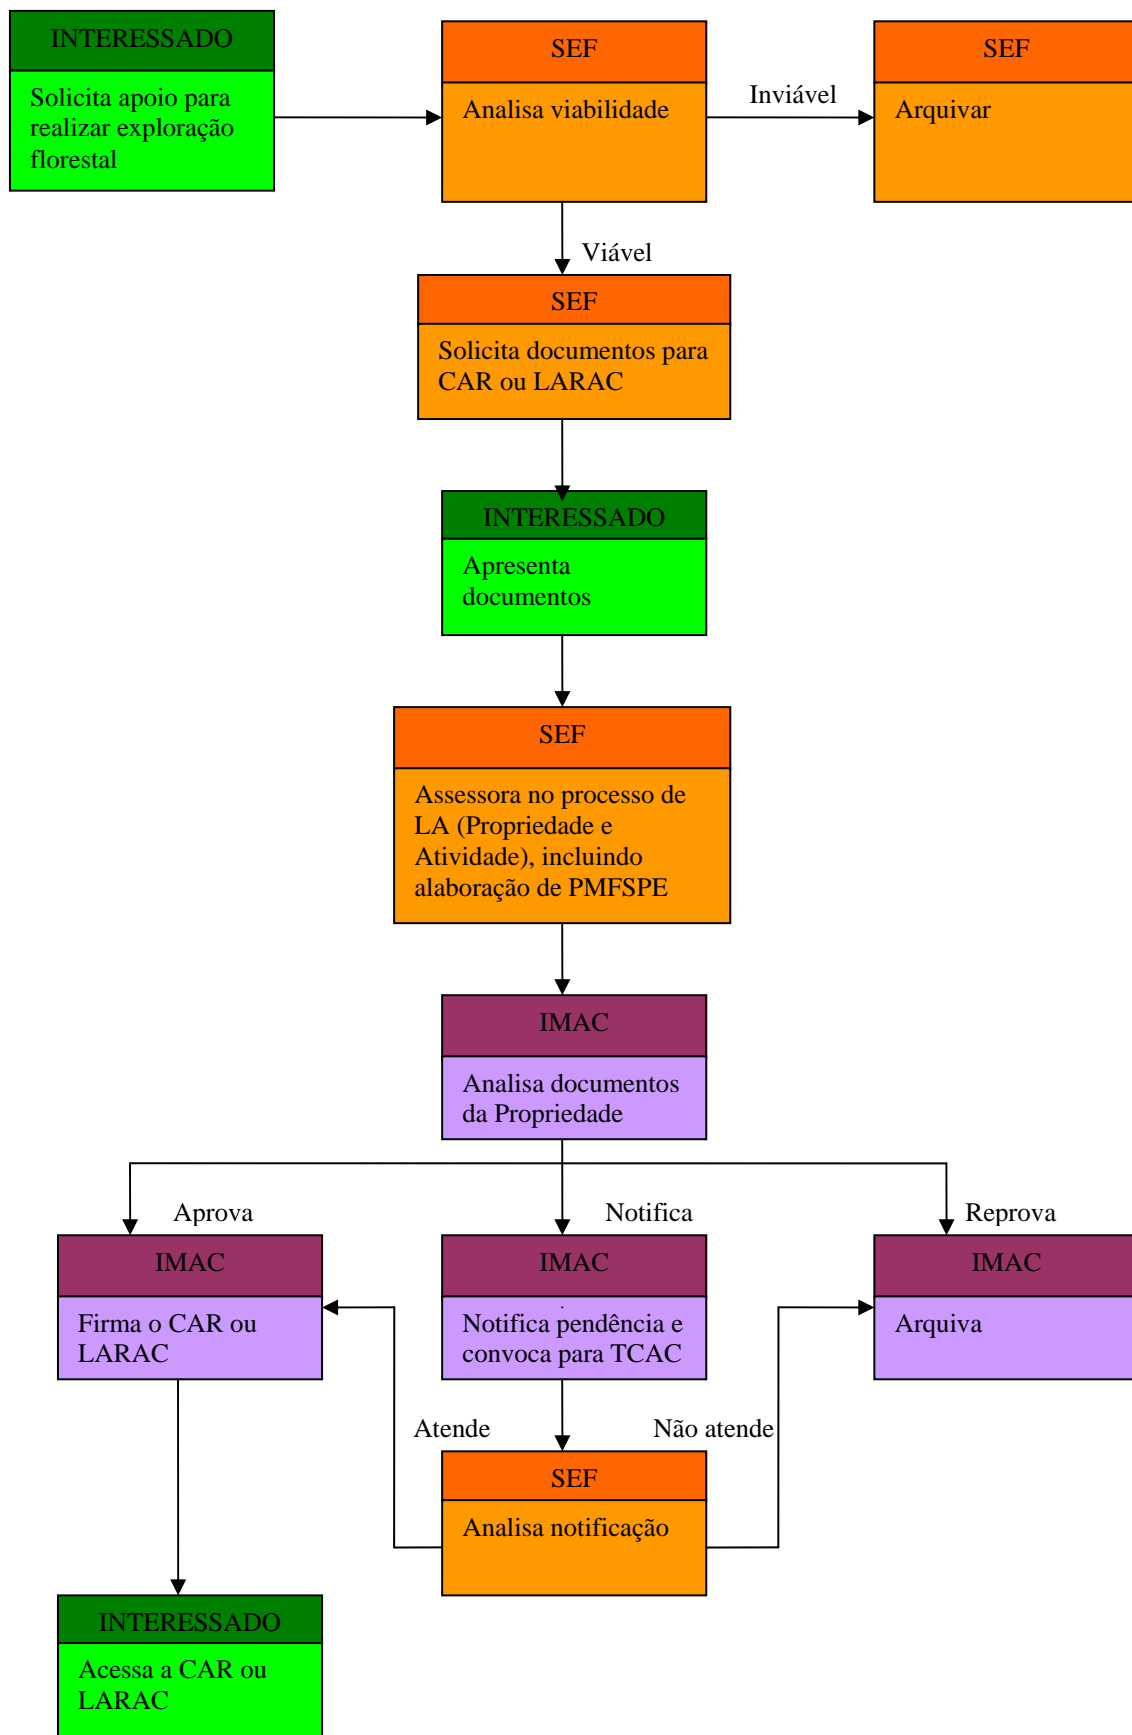 INTERESSADO
Solicita apoio para
realizar exploração
florestal
SEF
Analisa viabilidade
Inviável
SEF
Arquivar
Viável
SEF
Solicita documentos para
CAR ou LARAC
INTERESSADO
Apresenta
documentos
SEF
Assessora no processo de
LA (Propriedade e
Atividade), incluindo
alaboração de PMFSPE
IMAC
Analisa documentos
da Propriedade
Aprova
Notifica
Reprova
IMAC
Firma o CAR ou
LARAC
IMAC
Notifica pendência e
convoca para TCAC
IMAC
Arquiva
Atende
Não atende
SEF
Analisa notificação
INTERESSADO
Acessa a CAR ou
LARAC